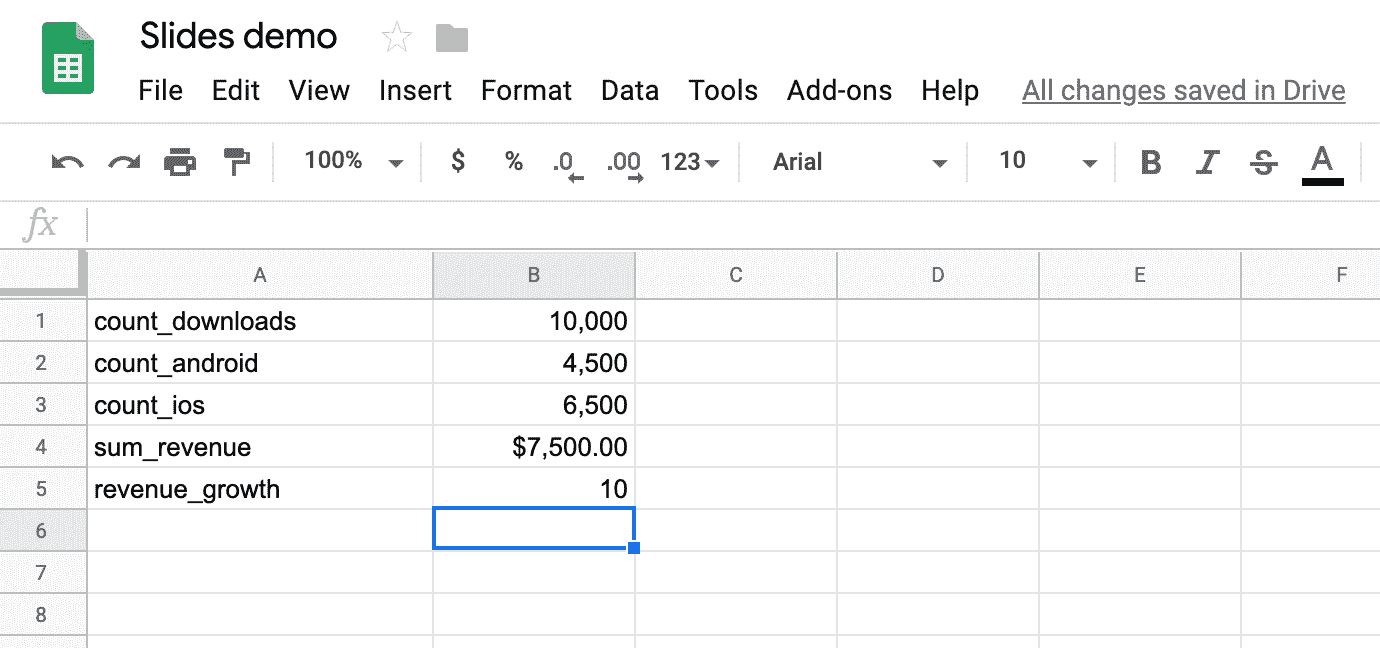 Slides demo
File Edit View Insert Format Data Tools Add-ons Help All changes saved in Drive
100% $ % .0 .00 123 Arial 10 B I S A
fx
A B C D E F
1 count_downloads 10,000
2 count_android 4,500
3 count_ios 6,500
4 sum_revenue $7,500.00
5 revenue_growth 10
6
7
8